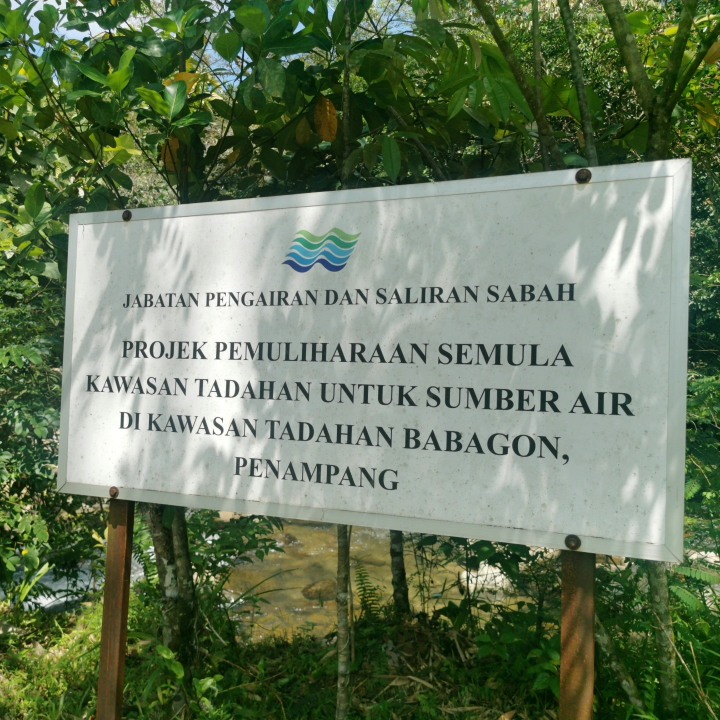 JABATAN PENGAIRAN DAN SALIRAN SABAH
PROJEK PEMULIHARAAN SEMULA
KAWASAN TADAHAN UNTUK SUMBER AIR
DI KAWASAN TADAHAN BABAGON,
PENAMPANG